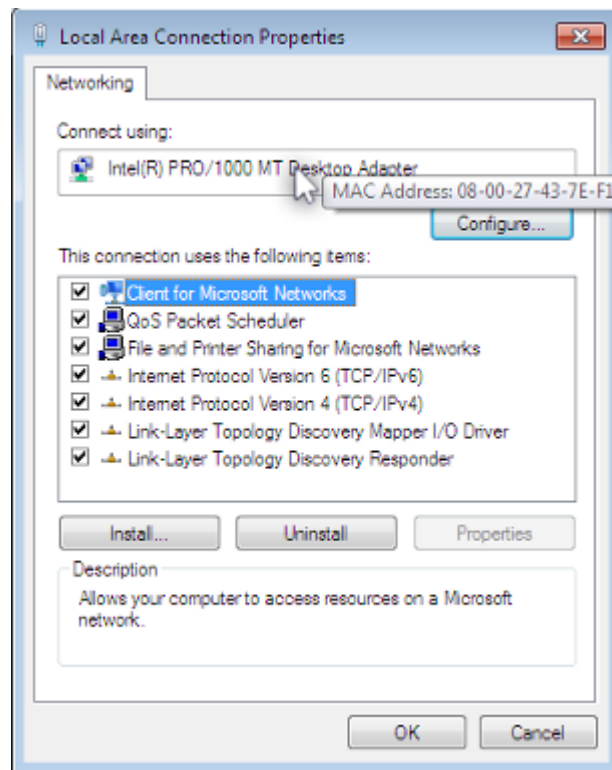 Local Area Connection Properties
Networking
Connect using:
Intel(R) PRO/1000 MT Desktop Adapter
MAC Address: 08-00-27-43-7E-F1
Configure...
This connection uses the following items:
Client for Microsoft Networks
QoS Packet Scheduler
File and Printer Sharing for Microsoft Networks
Internet Protocol Version 6 (TCP/IPv6)
Internet Protocol Version 4 (TCP/IPv4)
Link-Layer Topology Discovery Mapper I/O Driver
Link-Layer Topology Discovery Responder
Install... Uninstall Properties
Description
Allows your computer to access resources on a Microsoft
network.
OK Cancel